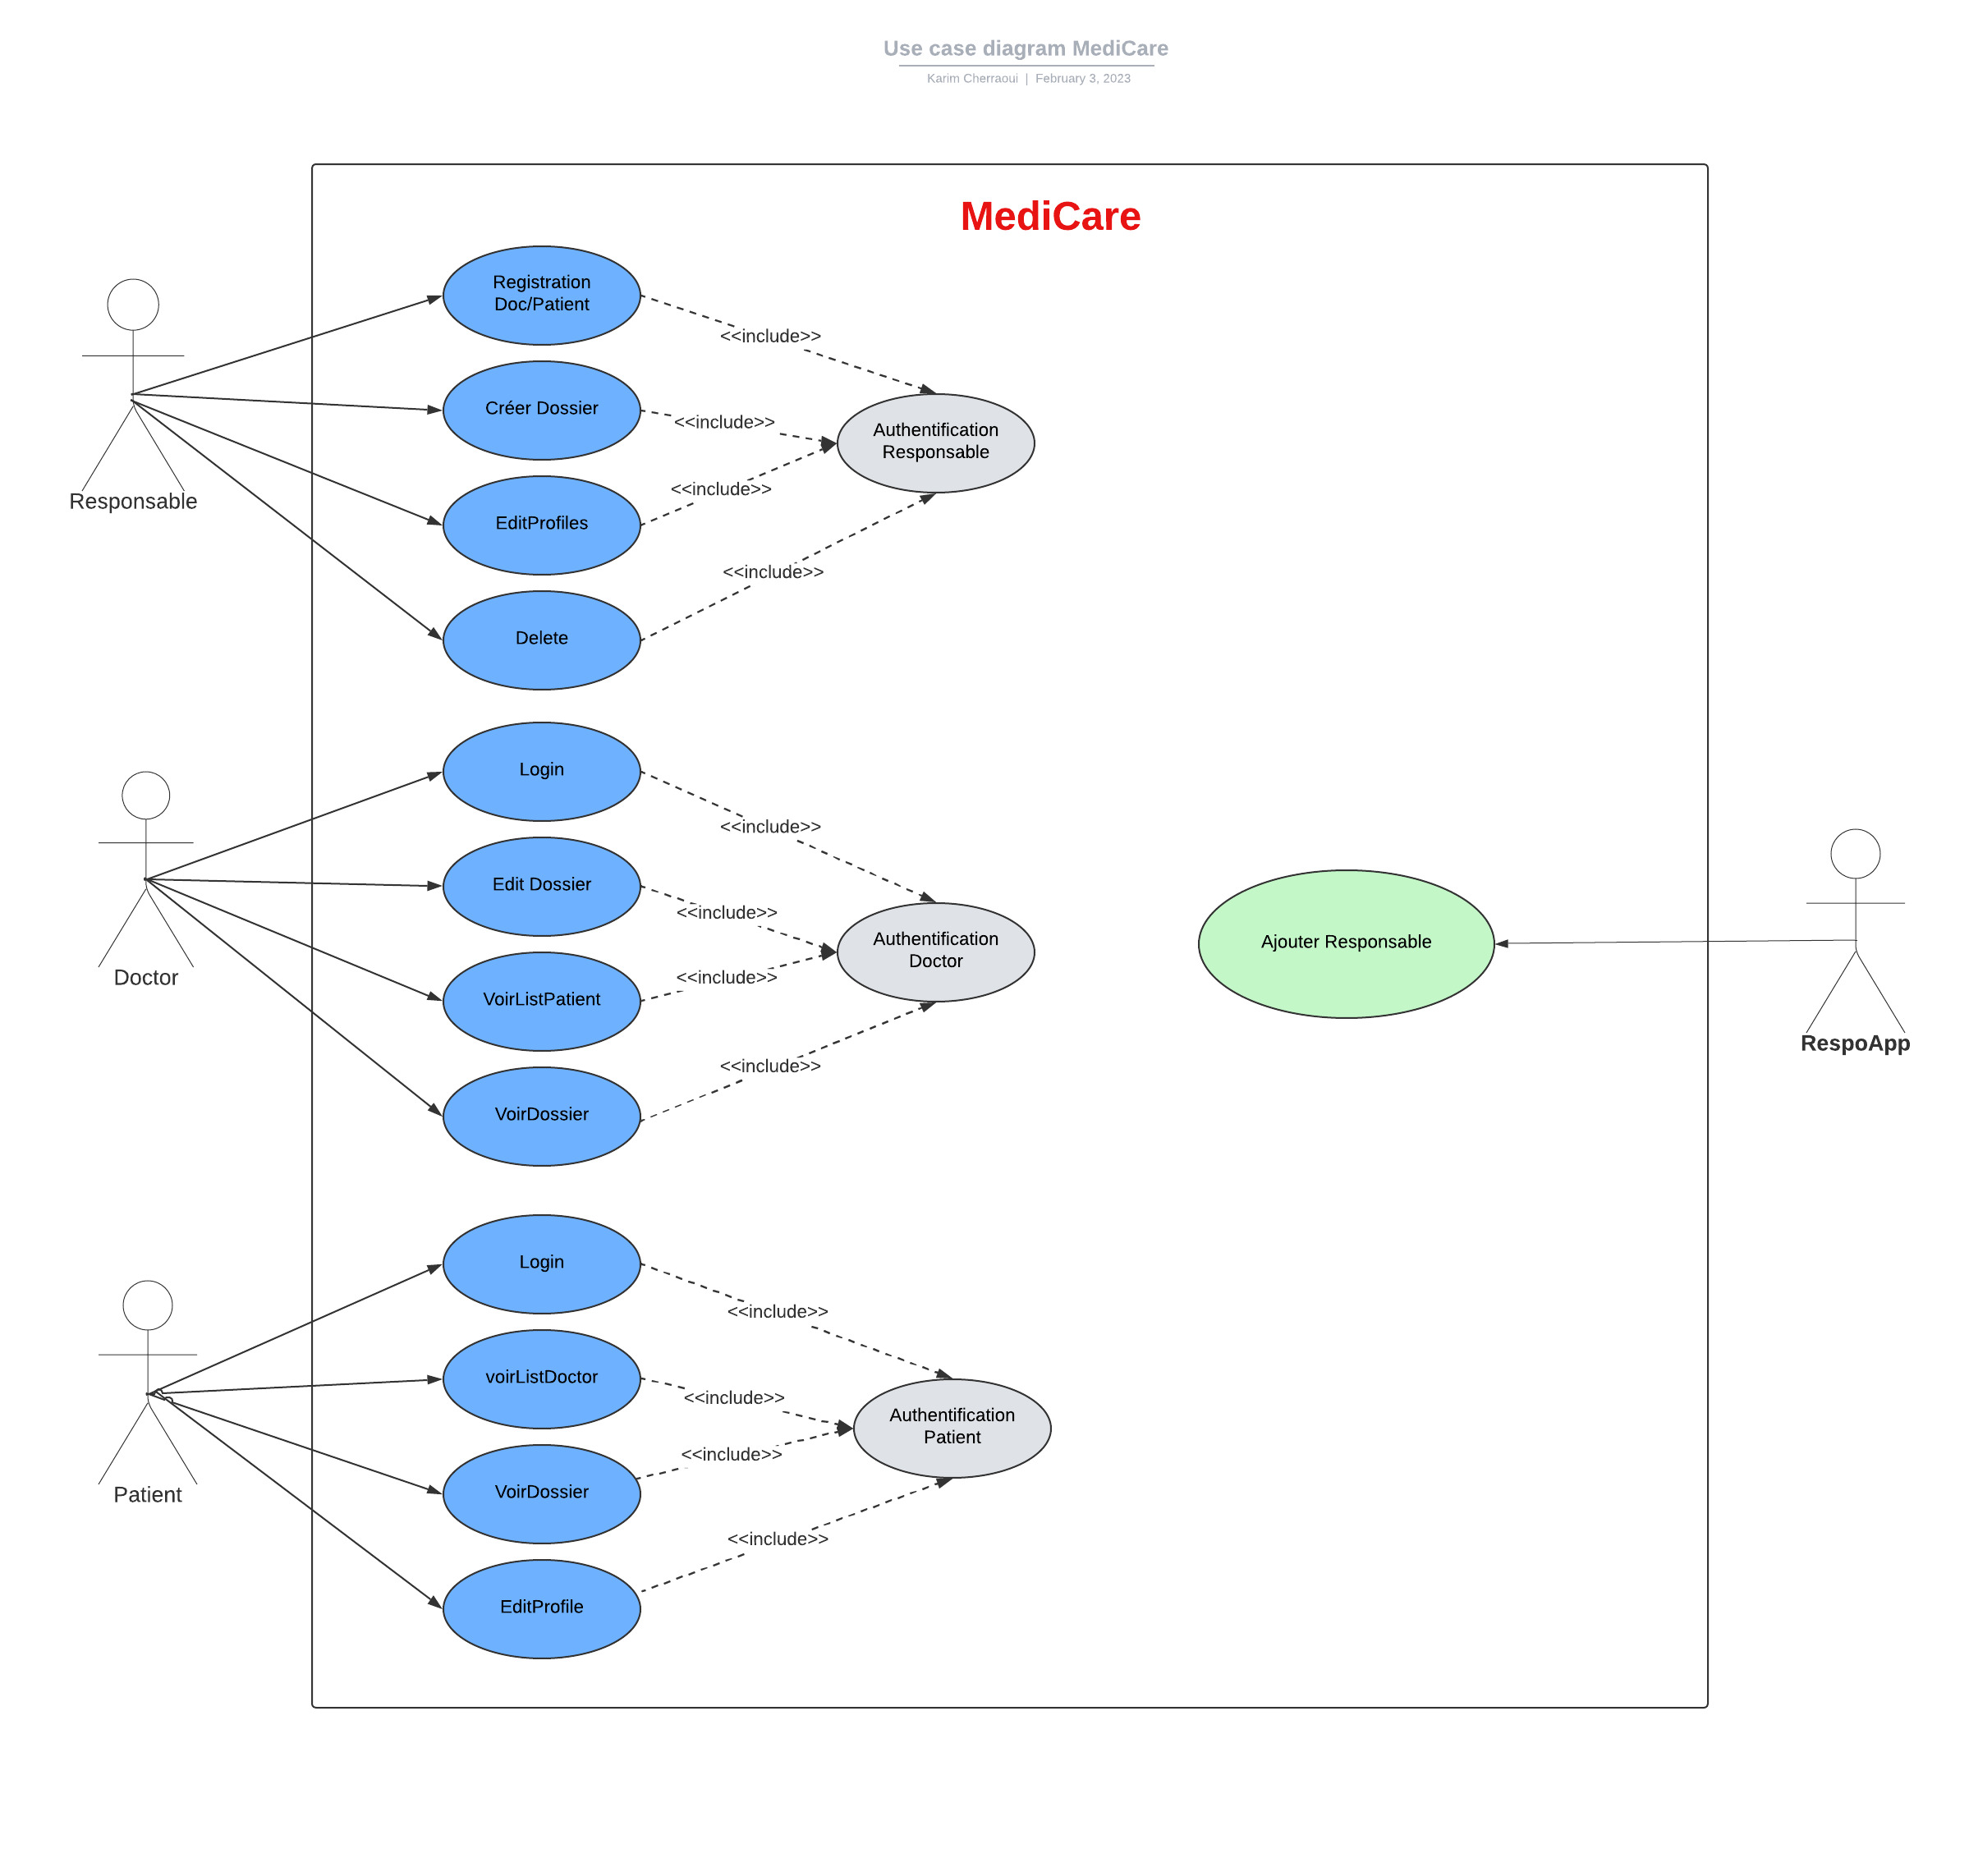 Use case diagram MediCare
Karim Cherraoui | February 3, 2023
MediCare
Registration
Doc/Patient
<<include>>
Créer Dossier
<<include>>
Authentification
Responsable
Responsable
<<include>>
EditProfiles
<<include>>
Delete
Login
<<include>>
Edit Dossier
<<include>>
Authentification
Doctor
Ajouter Responsable
Doctor
<<include>>
VoirListPatient
RespoApp
<<include>>
VoirDossier
Login
<<include>>
voirListDoctor
<<include>>
Authentification
Patient
<<include>>
Patient
VoirDossier
<<include>>
EditProfile